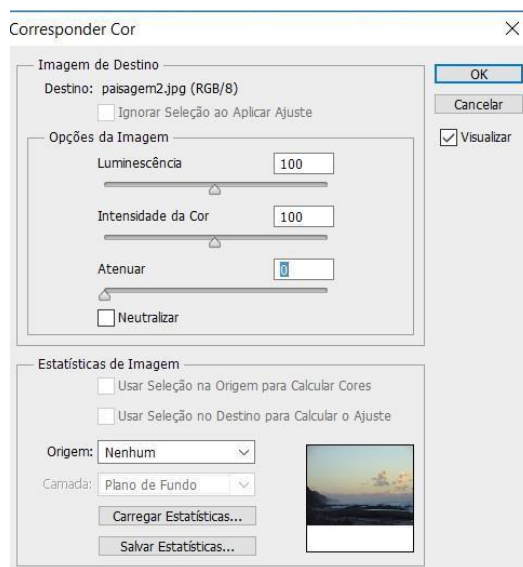 Corresponder Cor
Imagem de Destino
Destino: paisagem2.jpg (RGB/8)
Ignorar Seleção ao Aplicar Ajuste
Opções da Imagem
Luminescência 100
Intensidade da Cor 100
Atenuar 0
Neutralizar
OK
Cancelar
Visualizar
Estatísticas de Imagem
Usar Seleção na Origem para Calcular Cores
Usar Seleção no Destino para Calcular o Ajuste
Origem: Nenhum
Camada: Plano de Fundo
Carregar Estatísticas...
Salvar Estatísticas...